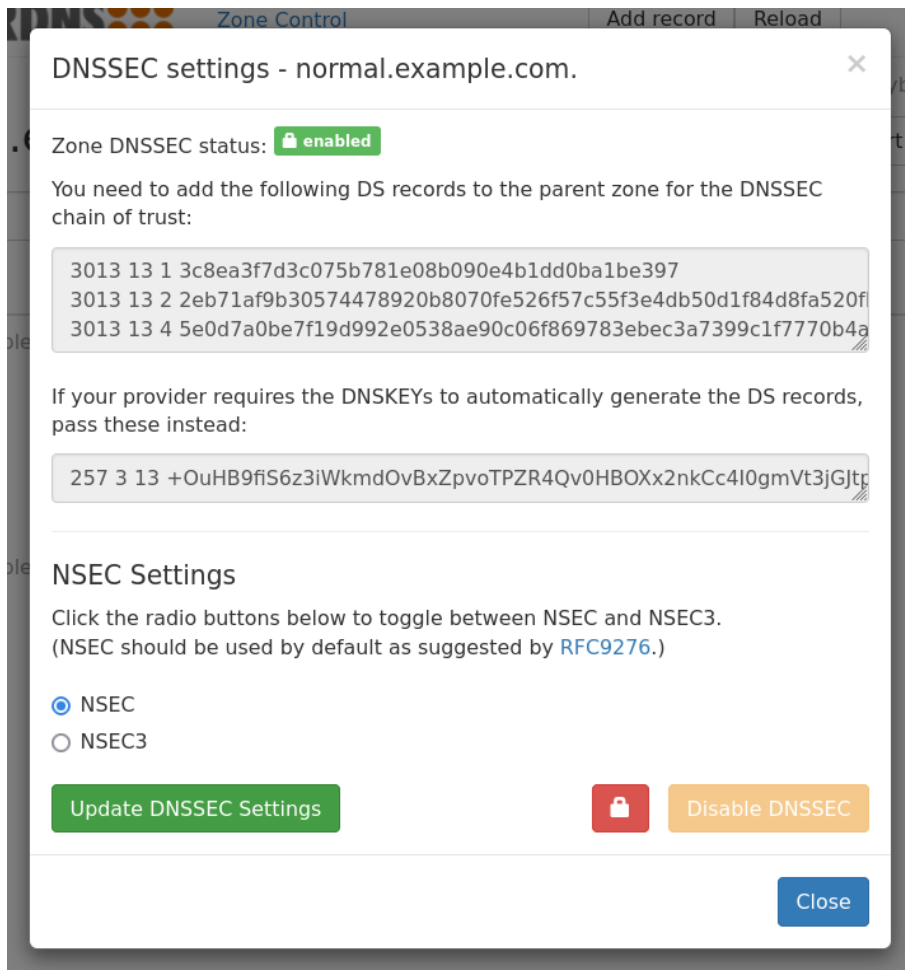 Zone Control
Add record
Reload
DNSSEC settings - normal.example.com.
×
Zone DNSSEC status: enabled
You need to add the following DS records to the parent zone for the DNSSEC
chain of trust:
3013 13 1 3c8ea3f7d3c075b781e08b090e4b1dd0ba1be397
3013 13 2 2eb71af9b30574478920b8070fe526f57c55f3e4db50d1f84d8fa520f
3013 13 4 5e0d7a0be7f19d992e0538ae90c06f869783ebec3a7399c1f7770b4a
If your provider requires the DNSKEYs to automatically generate the DS records,
pass these instead:
257 3 13 +OuHB9fiS6z3iWkmdOvBxZpvoTPZR4Qv0HBOXx2nkCc4I0gmVt3jGJtp
NSEC Settings
Click the radio buttons below to toggle between NSEC and NSEC3.
(NSEC should be used by default as suggested by RFC9276.)
NSEC
NSEC3
Update DNSSEC Settings
Disable DNSSEC
Close